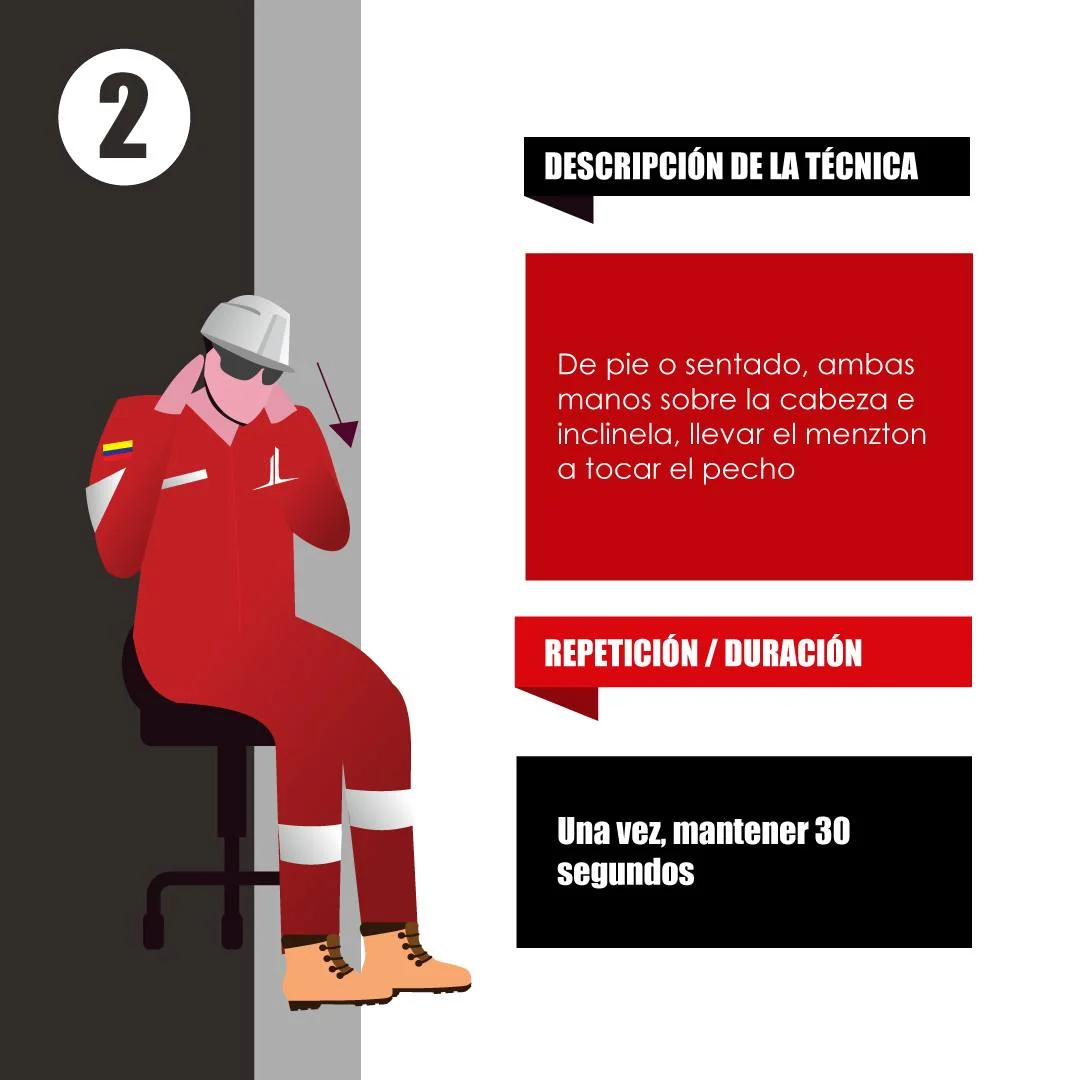 2
DESCRIPCIÓN DE LA TÉCNICA
De pie o sentado, ambas
manos sobre la cabeza e
inclinela, llevar el menzton
a tocar el pecho
REPETICIÓN / DURACIÓN
Una vez, mantener 30
segundos